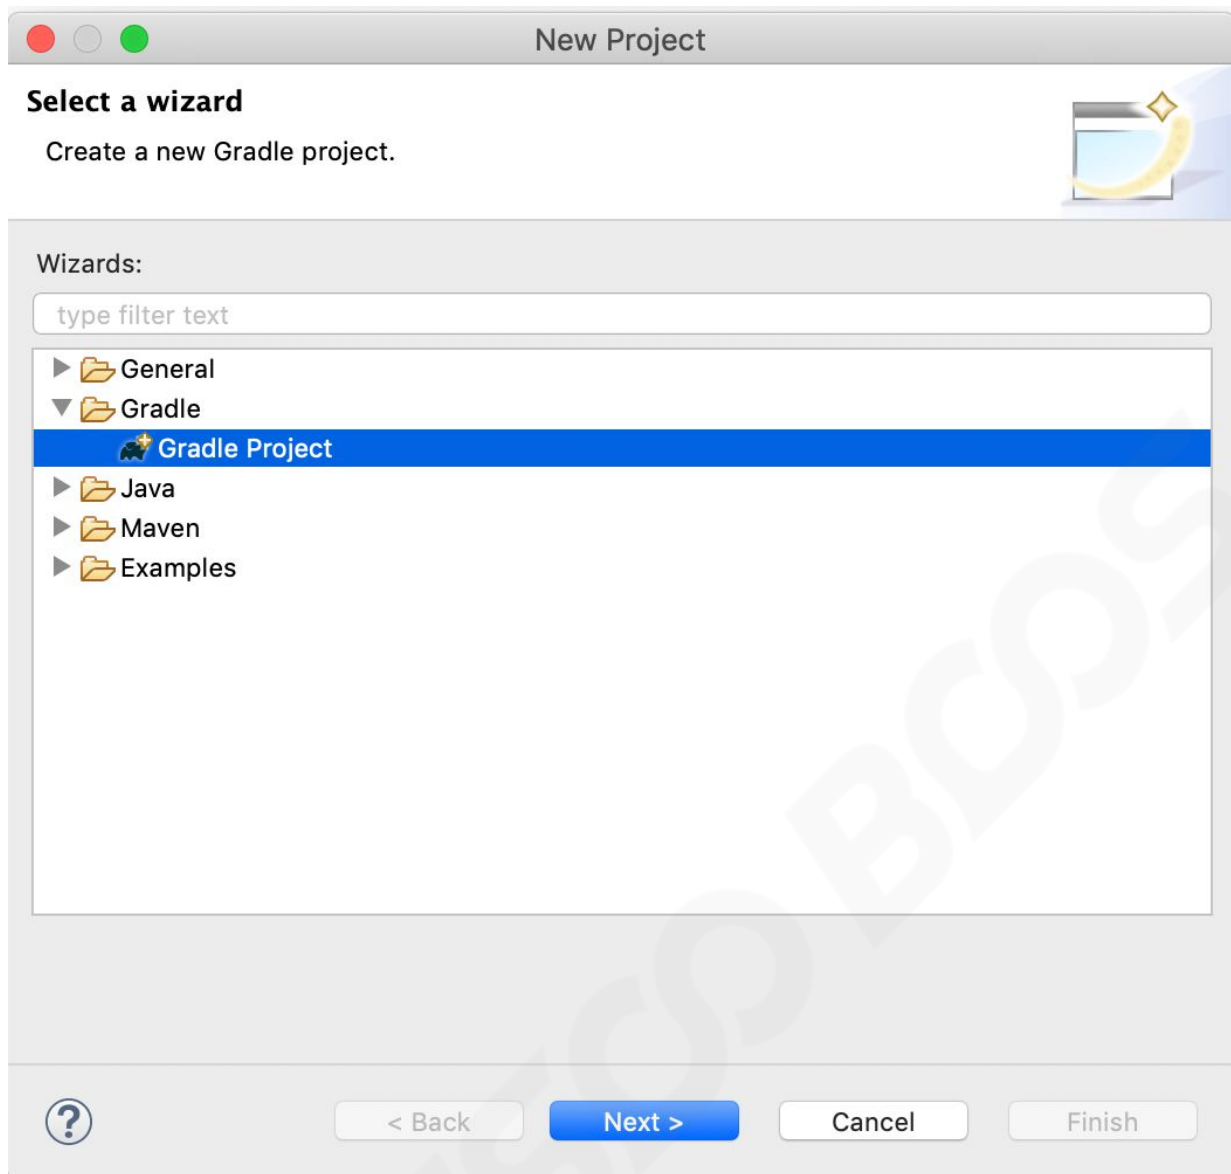 New Project
Select a wizard
Create a new Gradle project.
Wizards:
type filter text
General
Gradle
Gradle Project
Java
Maven
Examples
?
< Back Next > Cancel Finish